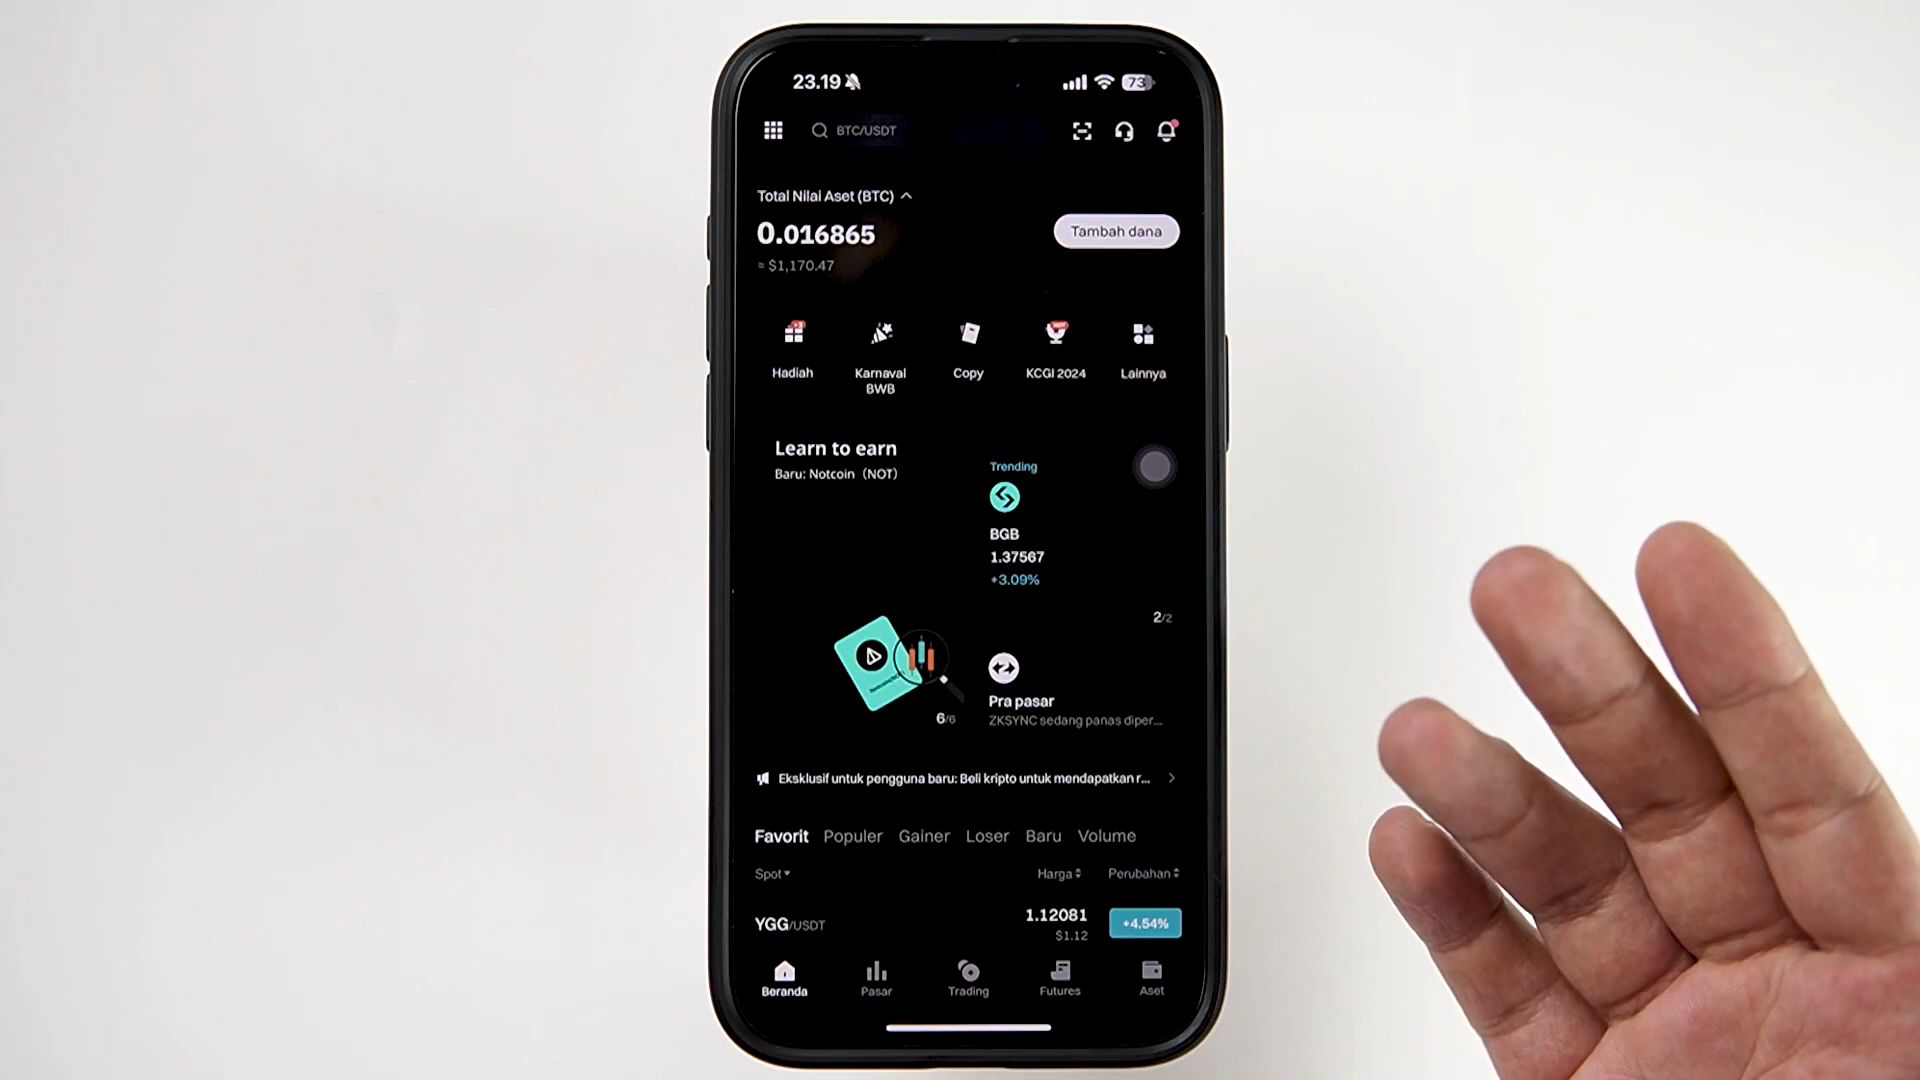 23.19
73
BTC/USDT
Total Nilai Aset (BTC)
0.016865
≈ $1,170.47
Tambah dana
Hadiah
Karnaval
BWB
Copy
KCGI 2024
Lainnya
Learn to earn
Baru: Notcoin (NOT)
Trending
BGB
1.37567
+3.09%
2/2
6/6
Pra pasar
ZKSYNC sedang panas diper...
Eksklusif untuk pengguna baru: Beli kripto untuk mendapatkan r...
Favorit Populer Gainer Loser Baru Volume
Spot Harga Perubahan
YGG/USDT 1.12081 +4.54%
$1.12
Beranda Pasar Trading Futures Aset